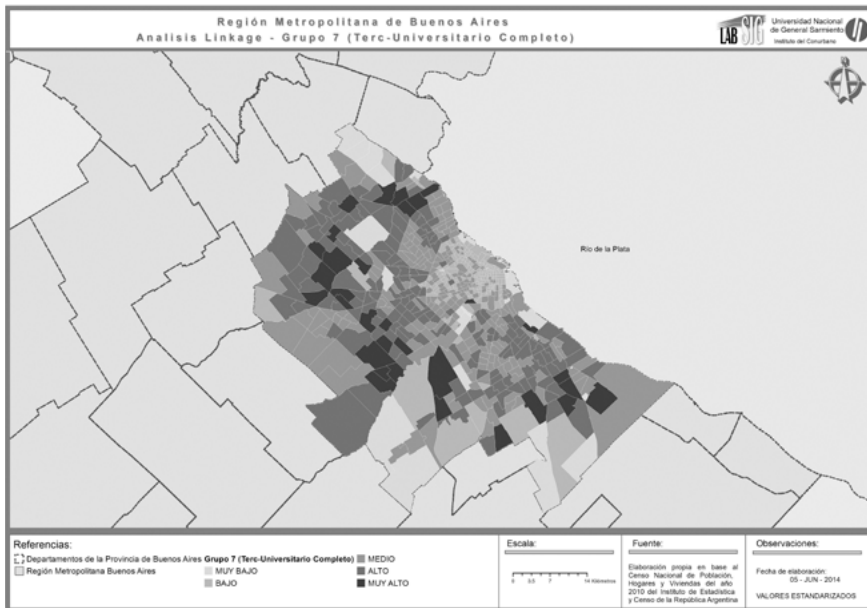 Región Metropolitana de Buenos Aires
Analisis Linkage - Grupo 7 (Terc-Universitario Completo)
LAB SIG
Universidad Nacional
de General Sarmiento
Instituto del Conurbano
Río de la Plata
Referencias:
Departamentos de la Provincia de Buenos Aires
Región Metropolitana Buenos Aires
Grupo 7 (Terc-Universitario Completo)
MUY BAJO
BAJO
MEDIO
ALTO
MUY ALTO
Escala:
0 3,5 7 14 Kilómetros
Fuente:
Elaboración propia en base al
Censo Nacional de Población,
Hogares y Viviendas del año
2010 del Instituto de Estadística
y Censo de la República Argentina
Observaciones:
Fecha de elaboración:
05 - JUN - 2014
VALORES ESTANDARIZADOS